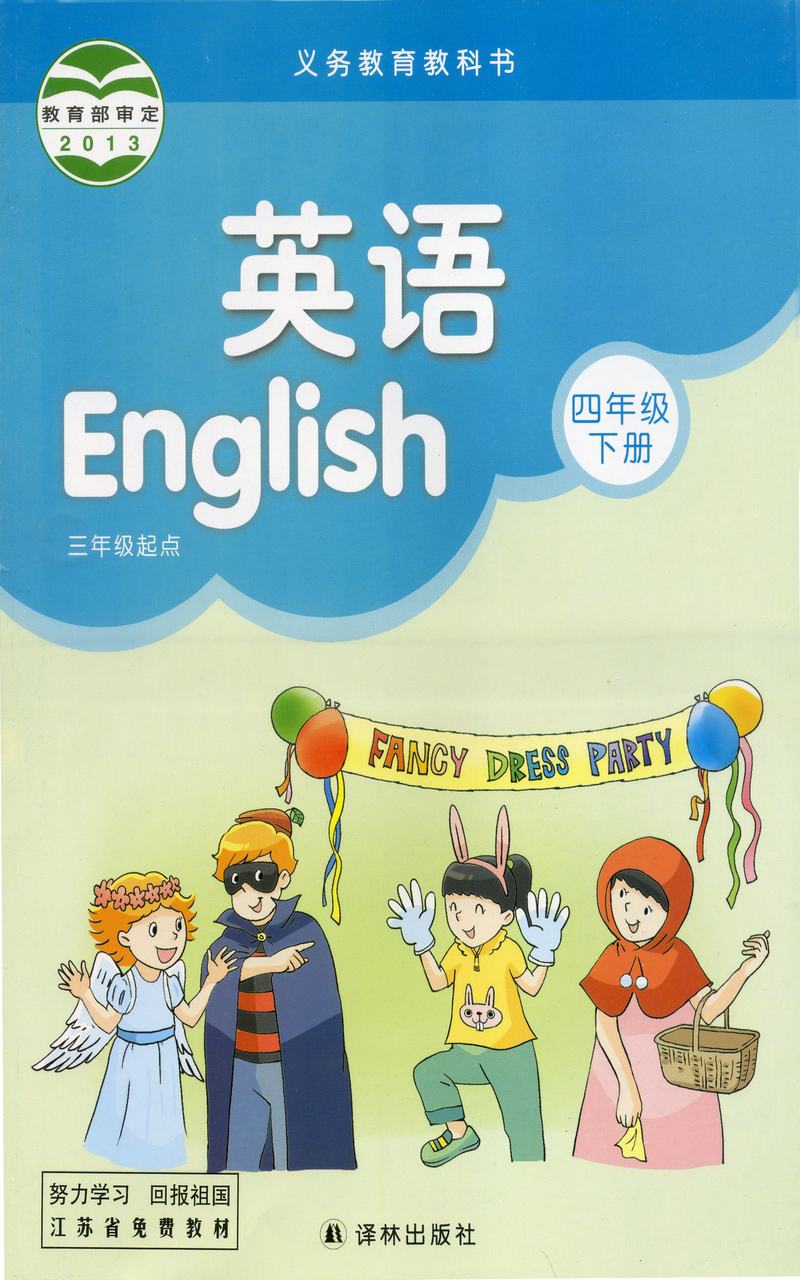 义务教育教科书
教育部审定
2013
英语
English
三年级起点
四年级
下册
FANCY DRESS PARTY
努力学习 回报祖国
江苏省免费教材
译林出版社